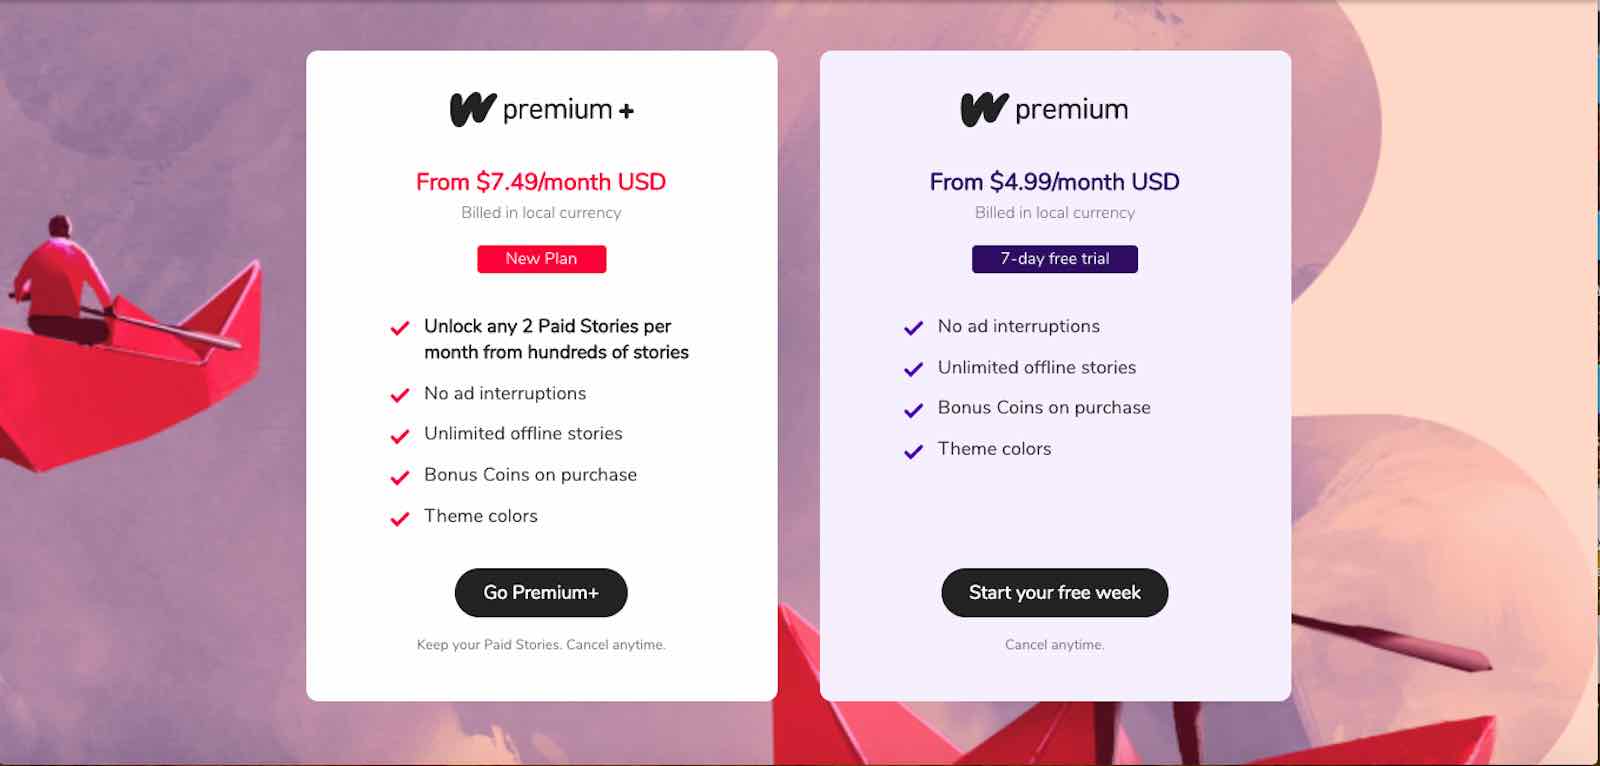 W premium +
From $7.49/month USD
Billed in local currency
New Plan
Unlock any 2 Paid Stories per
month from hundreds of stories
No ad interruptions
Unlimited offline stories
Bonus Coins on purchase
Theme colors
Go Premium+
Keep your Paid Stories. Cancel anytime.
W premium
From $4.99/month USD
Billed in local currency
7-day free trial
No ad interruptions
Unlimited offline stories
Bonus Coins on purchase
Theme colors
Start your free week
Cancel anytime.